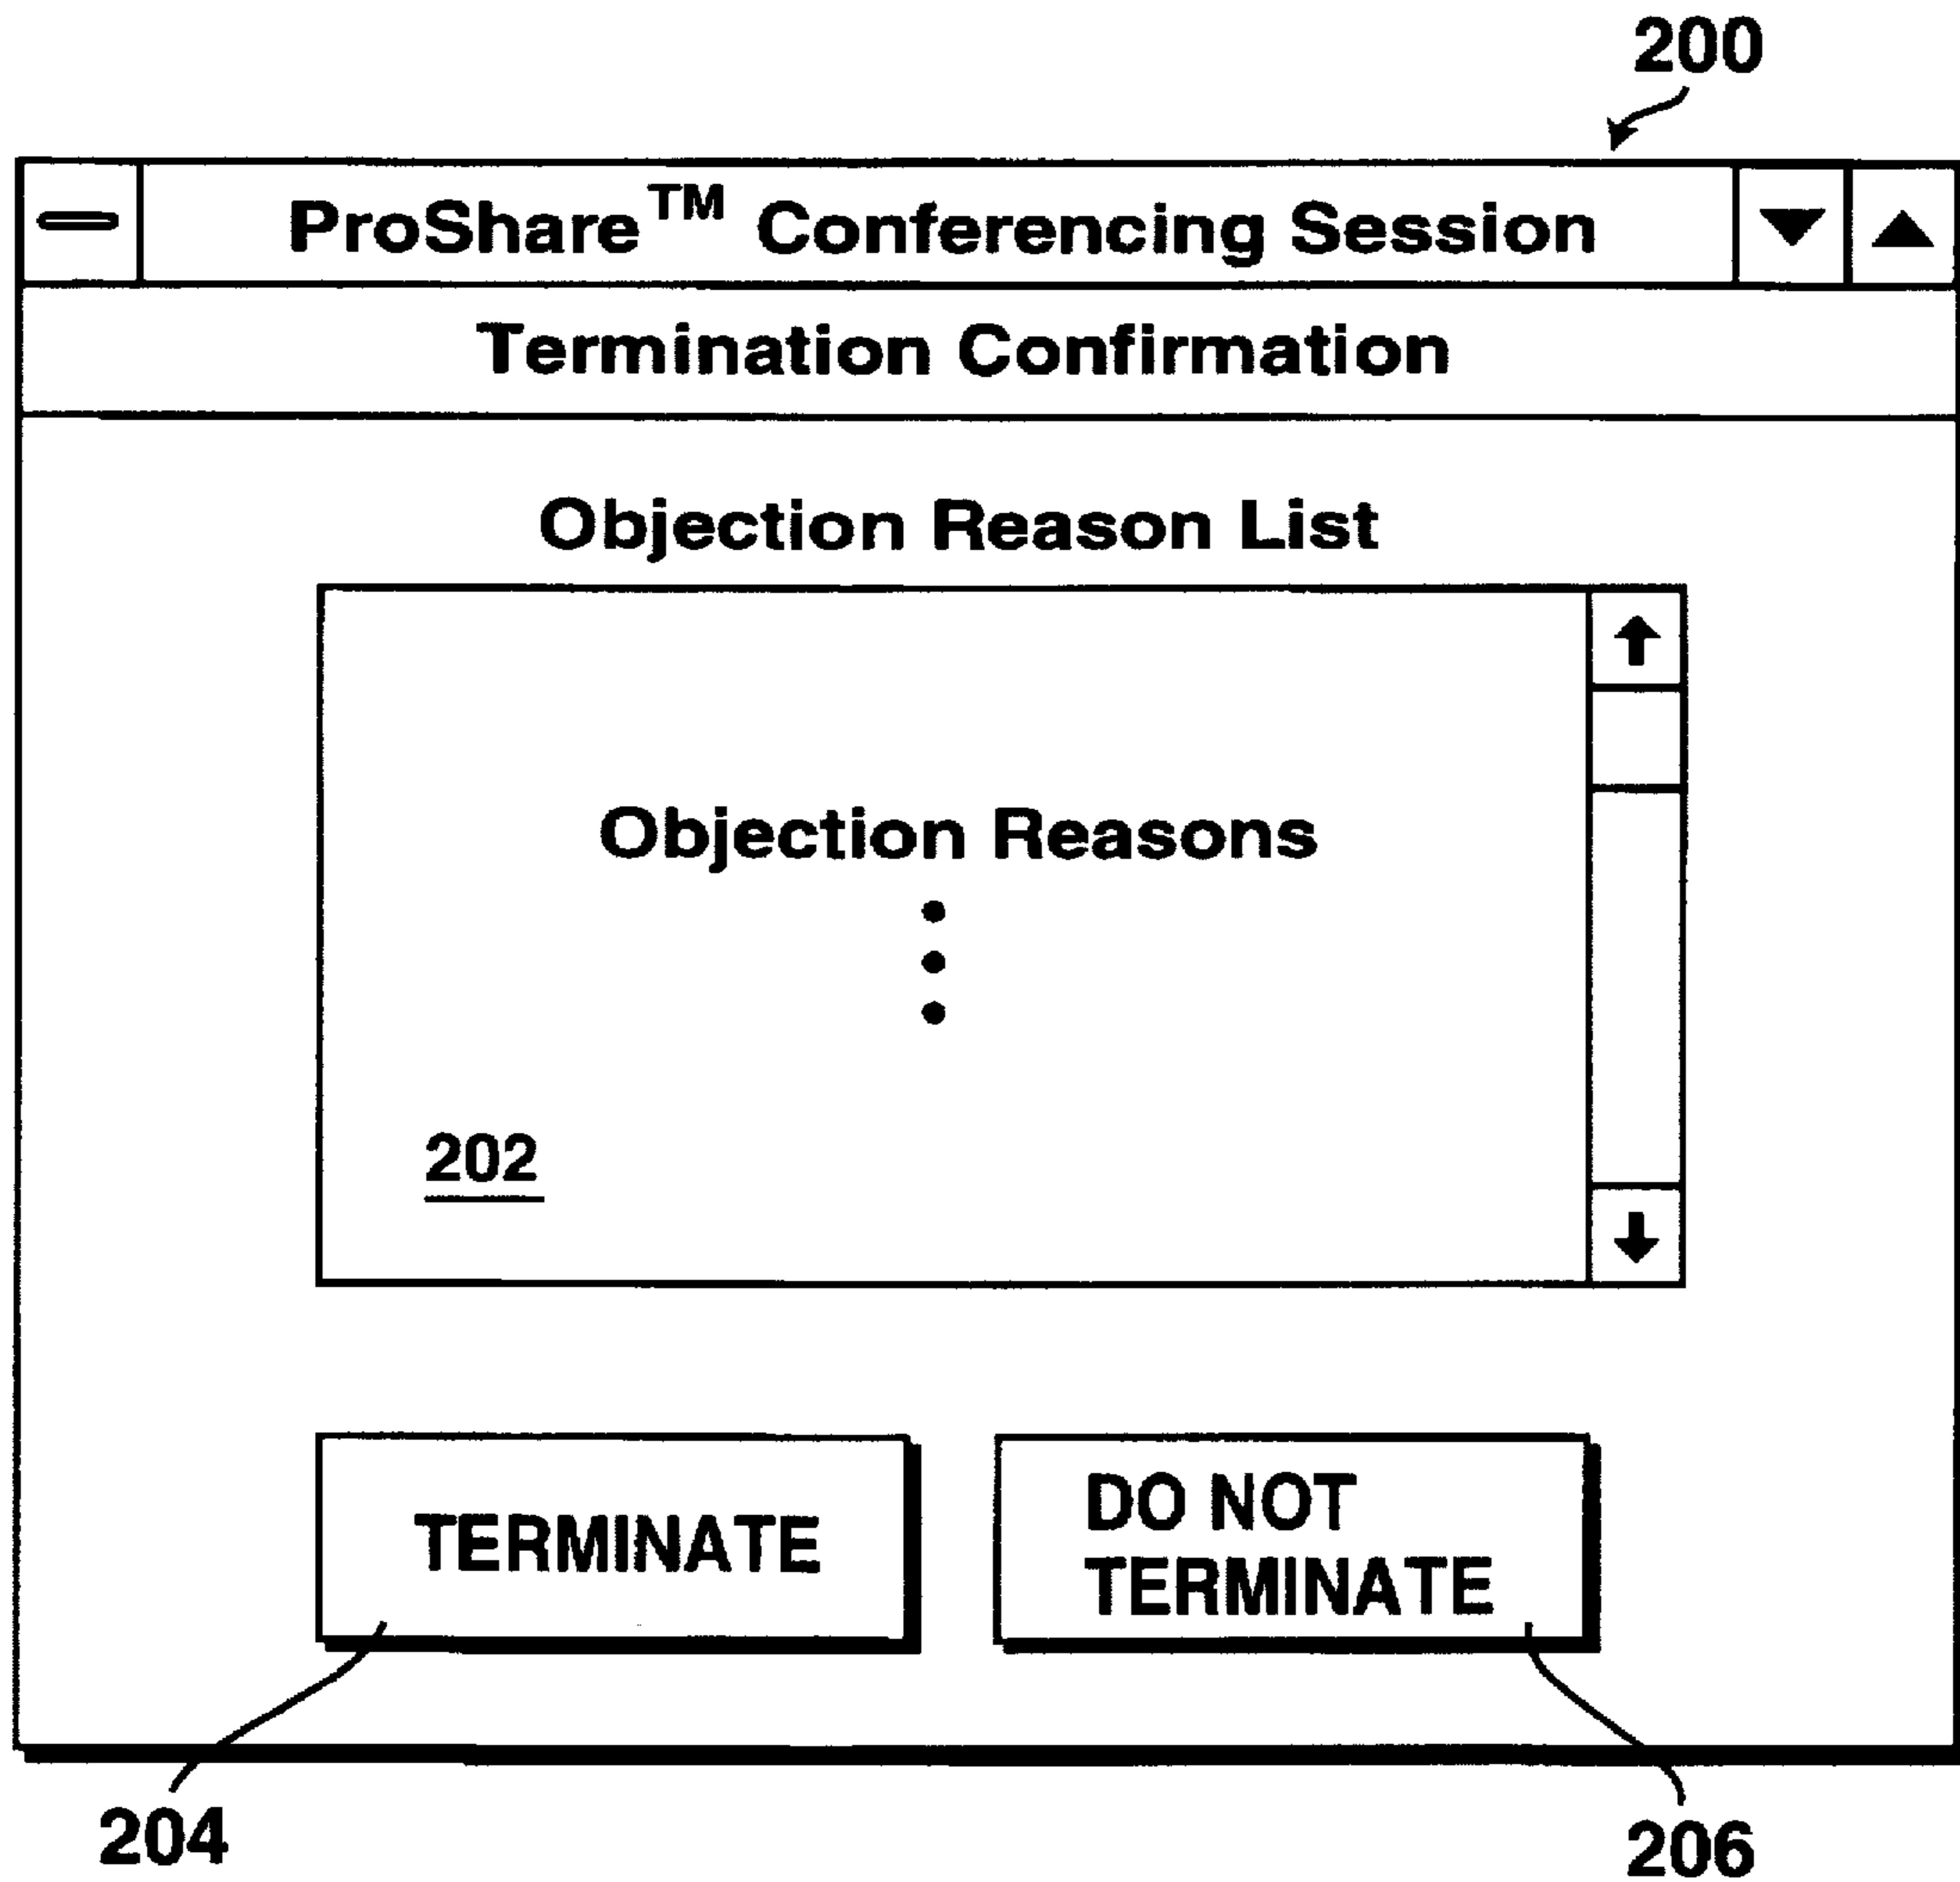 200
ProShare™ Conferencing Session
Termination Confirmation
Objection Reason List
Objection Reasons
202
TERMINATE
DO NOT
TERMINATE
204
206